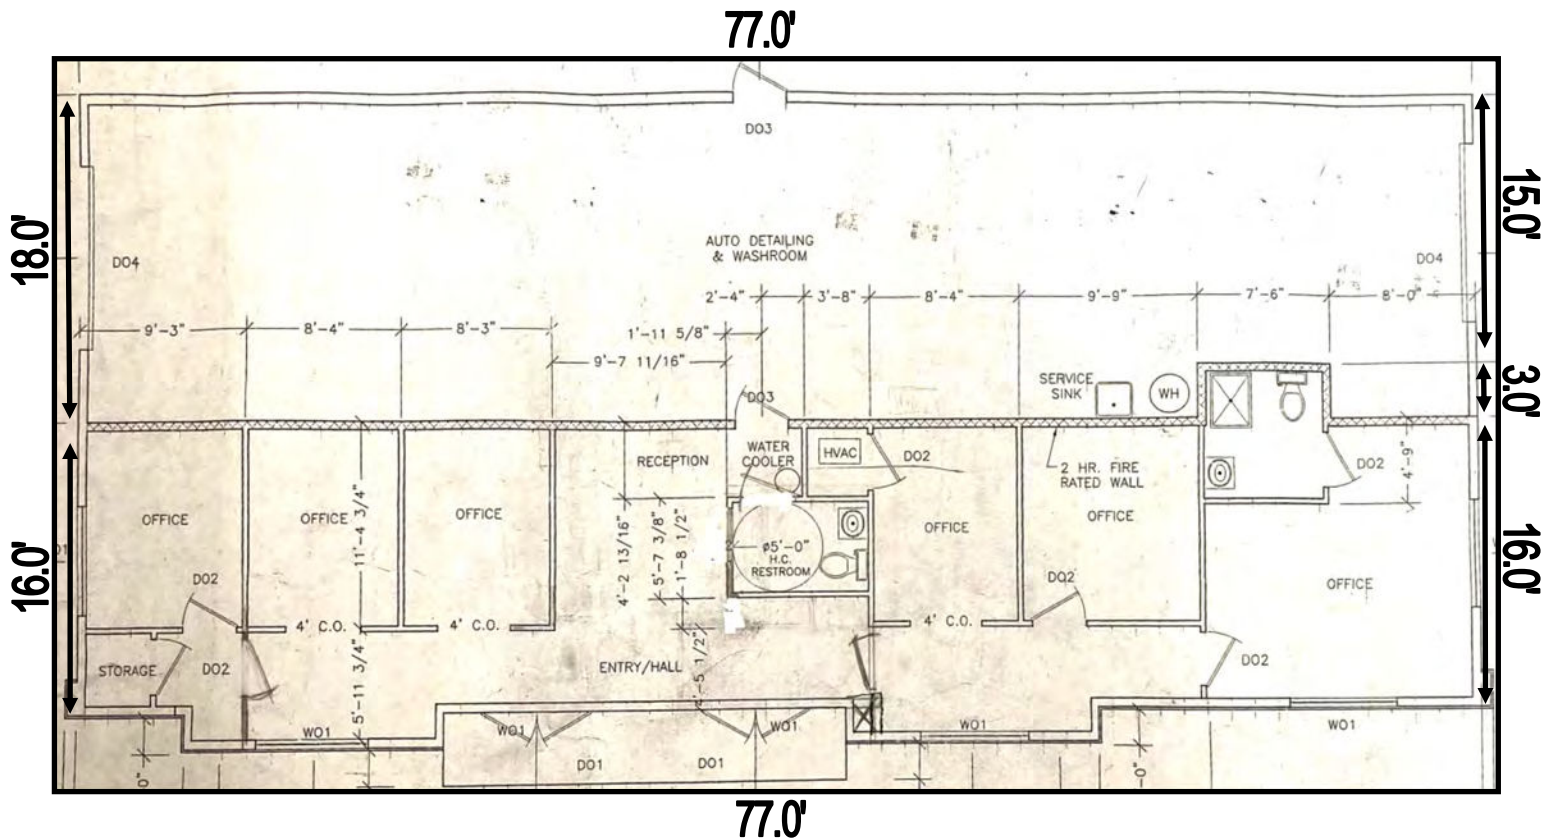 77.0'
DO3
18.0'
15.0'
AUTO DETAILING
& WASHROOM
DO4
DO4
2'-4"
3'-8"
8'-4"
9'-9"
7'-6"
8'-0"
9'-3"
8'-4"
8'-3"
1'-11 5/8"
9'-7 11/16"
SERVICE
SINK
WH
3.0'
DO3
RECEPTION
WATER
COOLER
HVAC
DO2
2 HR. FIRE
RATED WALL
DO2
4'-9"
OFFICE
OFFICE
OFFICE
11'-4 3/4"
4'-2 13/16"
5'-7 3/8"
1'-8 1/2"
ø5'-0"
H.C.
RESTROOM
OFFICE
OFFICE
16.0'
16.0'
DO2
DO2
OFFICE
4' C.O.
4' C.O.
4' C.O.
STORAGE
DO2
ENTRY/HALL
DO2
5'-11 3/4"
WO1
WO1
WO1
WO1
WO1
DO1
DO1
77.0'